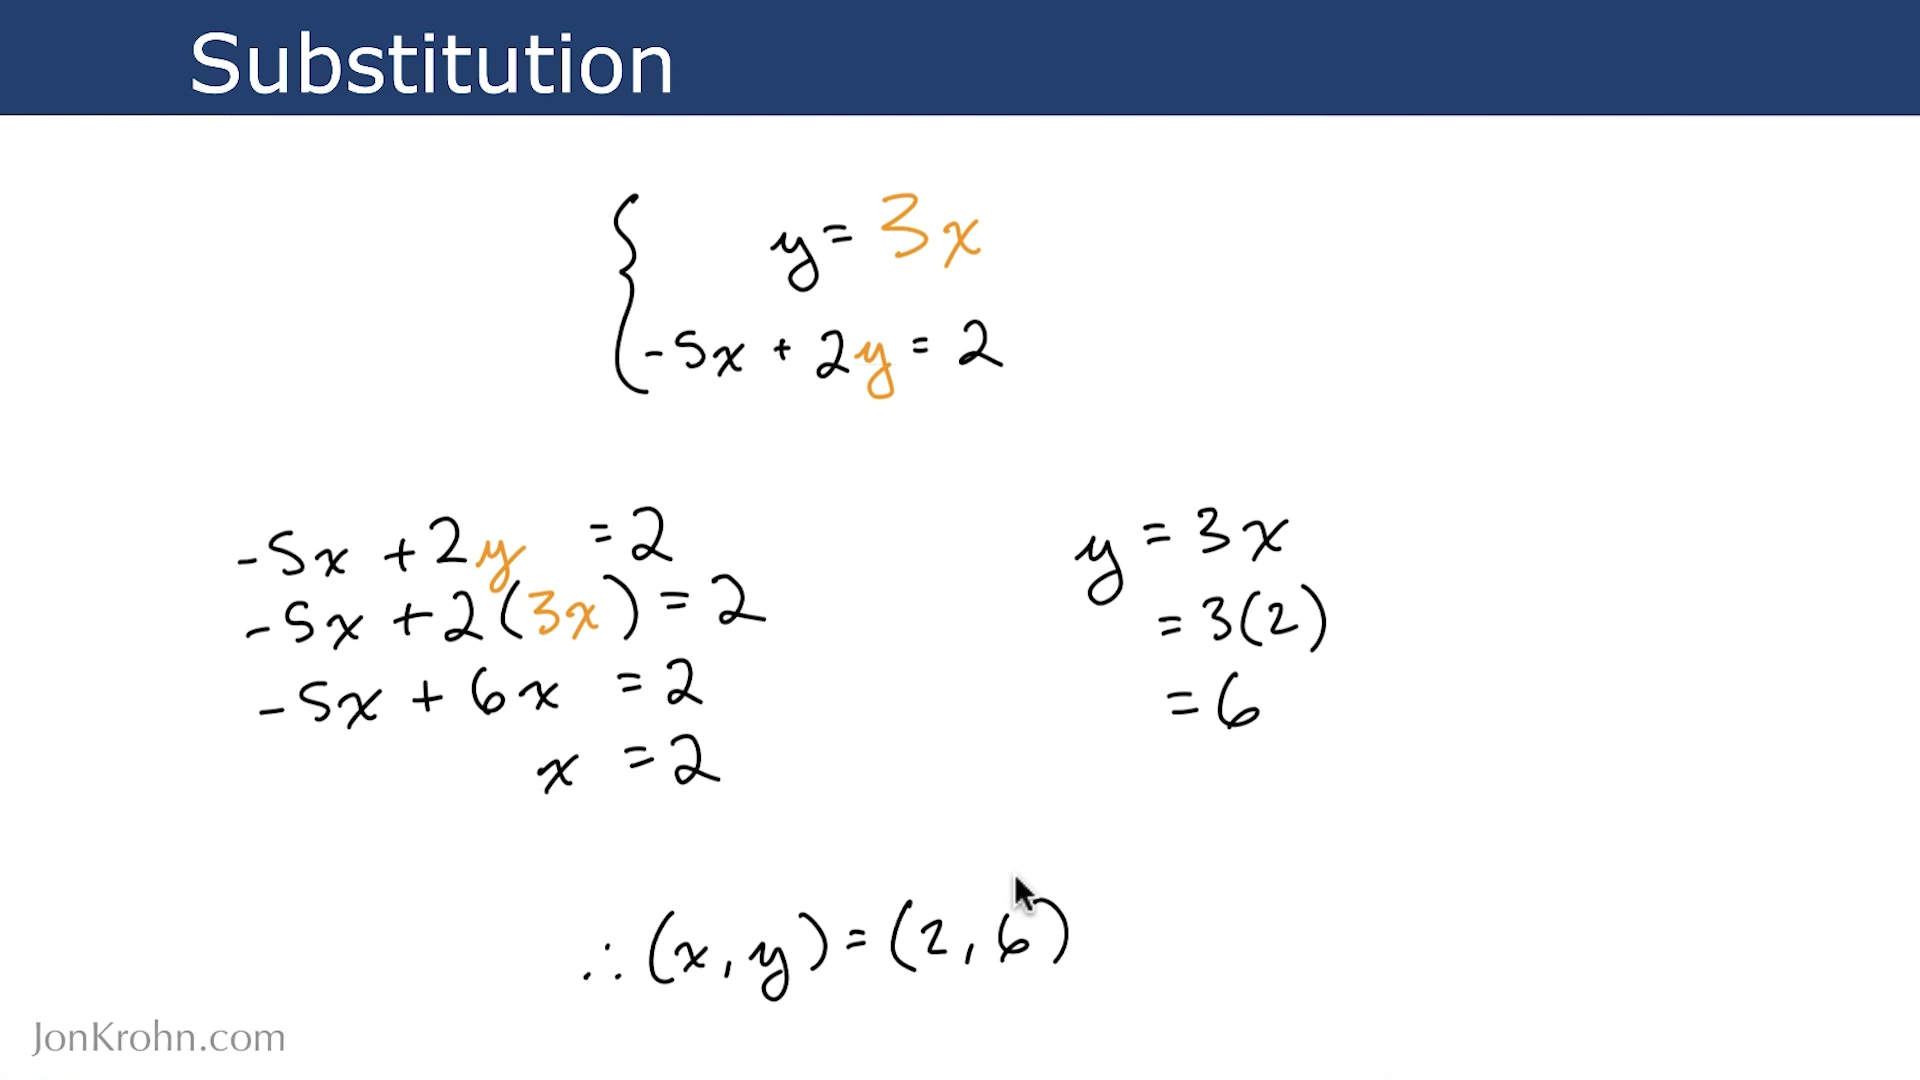 Substitution
{ y = 3x
-5x + 2y = 2
-5x + 2y = 2
-5x + 2(3x) = 2
-5x + 6x = 2
x = 2
y = 3x
= 3(2)
= 6
∴ (x, y) = (2, 6)
JonKrohn.com